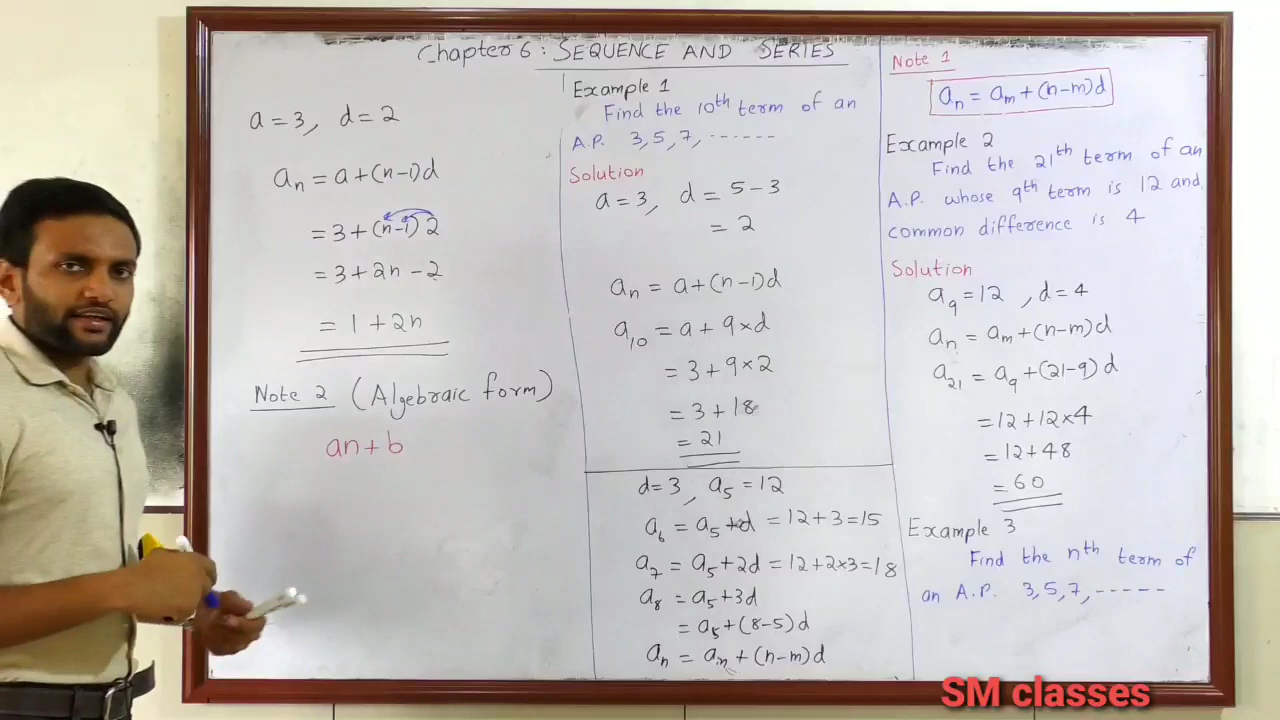 Chapter 6 : SEQUENCE AND SERIES
a = 3, d = 2
aₙ = a + (n-1)d
= 3 + (n-1) 2
= 3 + 2n - 2
= 1 + 2n
Note 2 (Algebraic form)
an + b
Example 1
Find the 10th term of an
A.P. 3, 5, 7, ------
Solution
a = 3, d = 5 - 3
= 2
aₙ = a + (n-1)d
a₁₀ = a + 9 × d
= 3 + 9 × 2
= 3 + 18
= 21
d = 3, a₅ = 12
a₆ = a₅ + d = 12 + 3 = 15
a₇ = a₅ + 2d = 12 + 2×3 = 18
a₈ = a₅ + 3d
= a₅ + (8-5)d
aₙ = aₘ + (n-m)d
Note 1
aₙ = aₘ + (n-m)d
Example 2
Find the 21th term of an
A.P. whose 9th term is 12 and
common difference is 4
Solution
a₉ = 12 , d = 4
aₙ = aₘ + (n-m)d
a₂₁ = a₉ + (21-9)d
= 12 + 12×4
= 12 + 48
= 60
Example 3
Find the nth term of
an A.P. 3, 5, 7, -----
SM classes